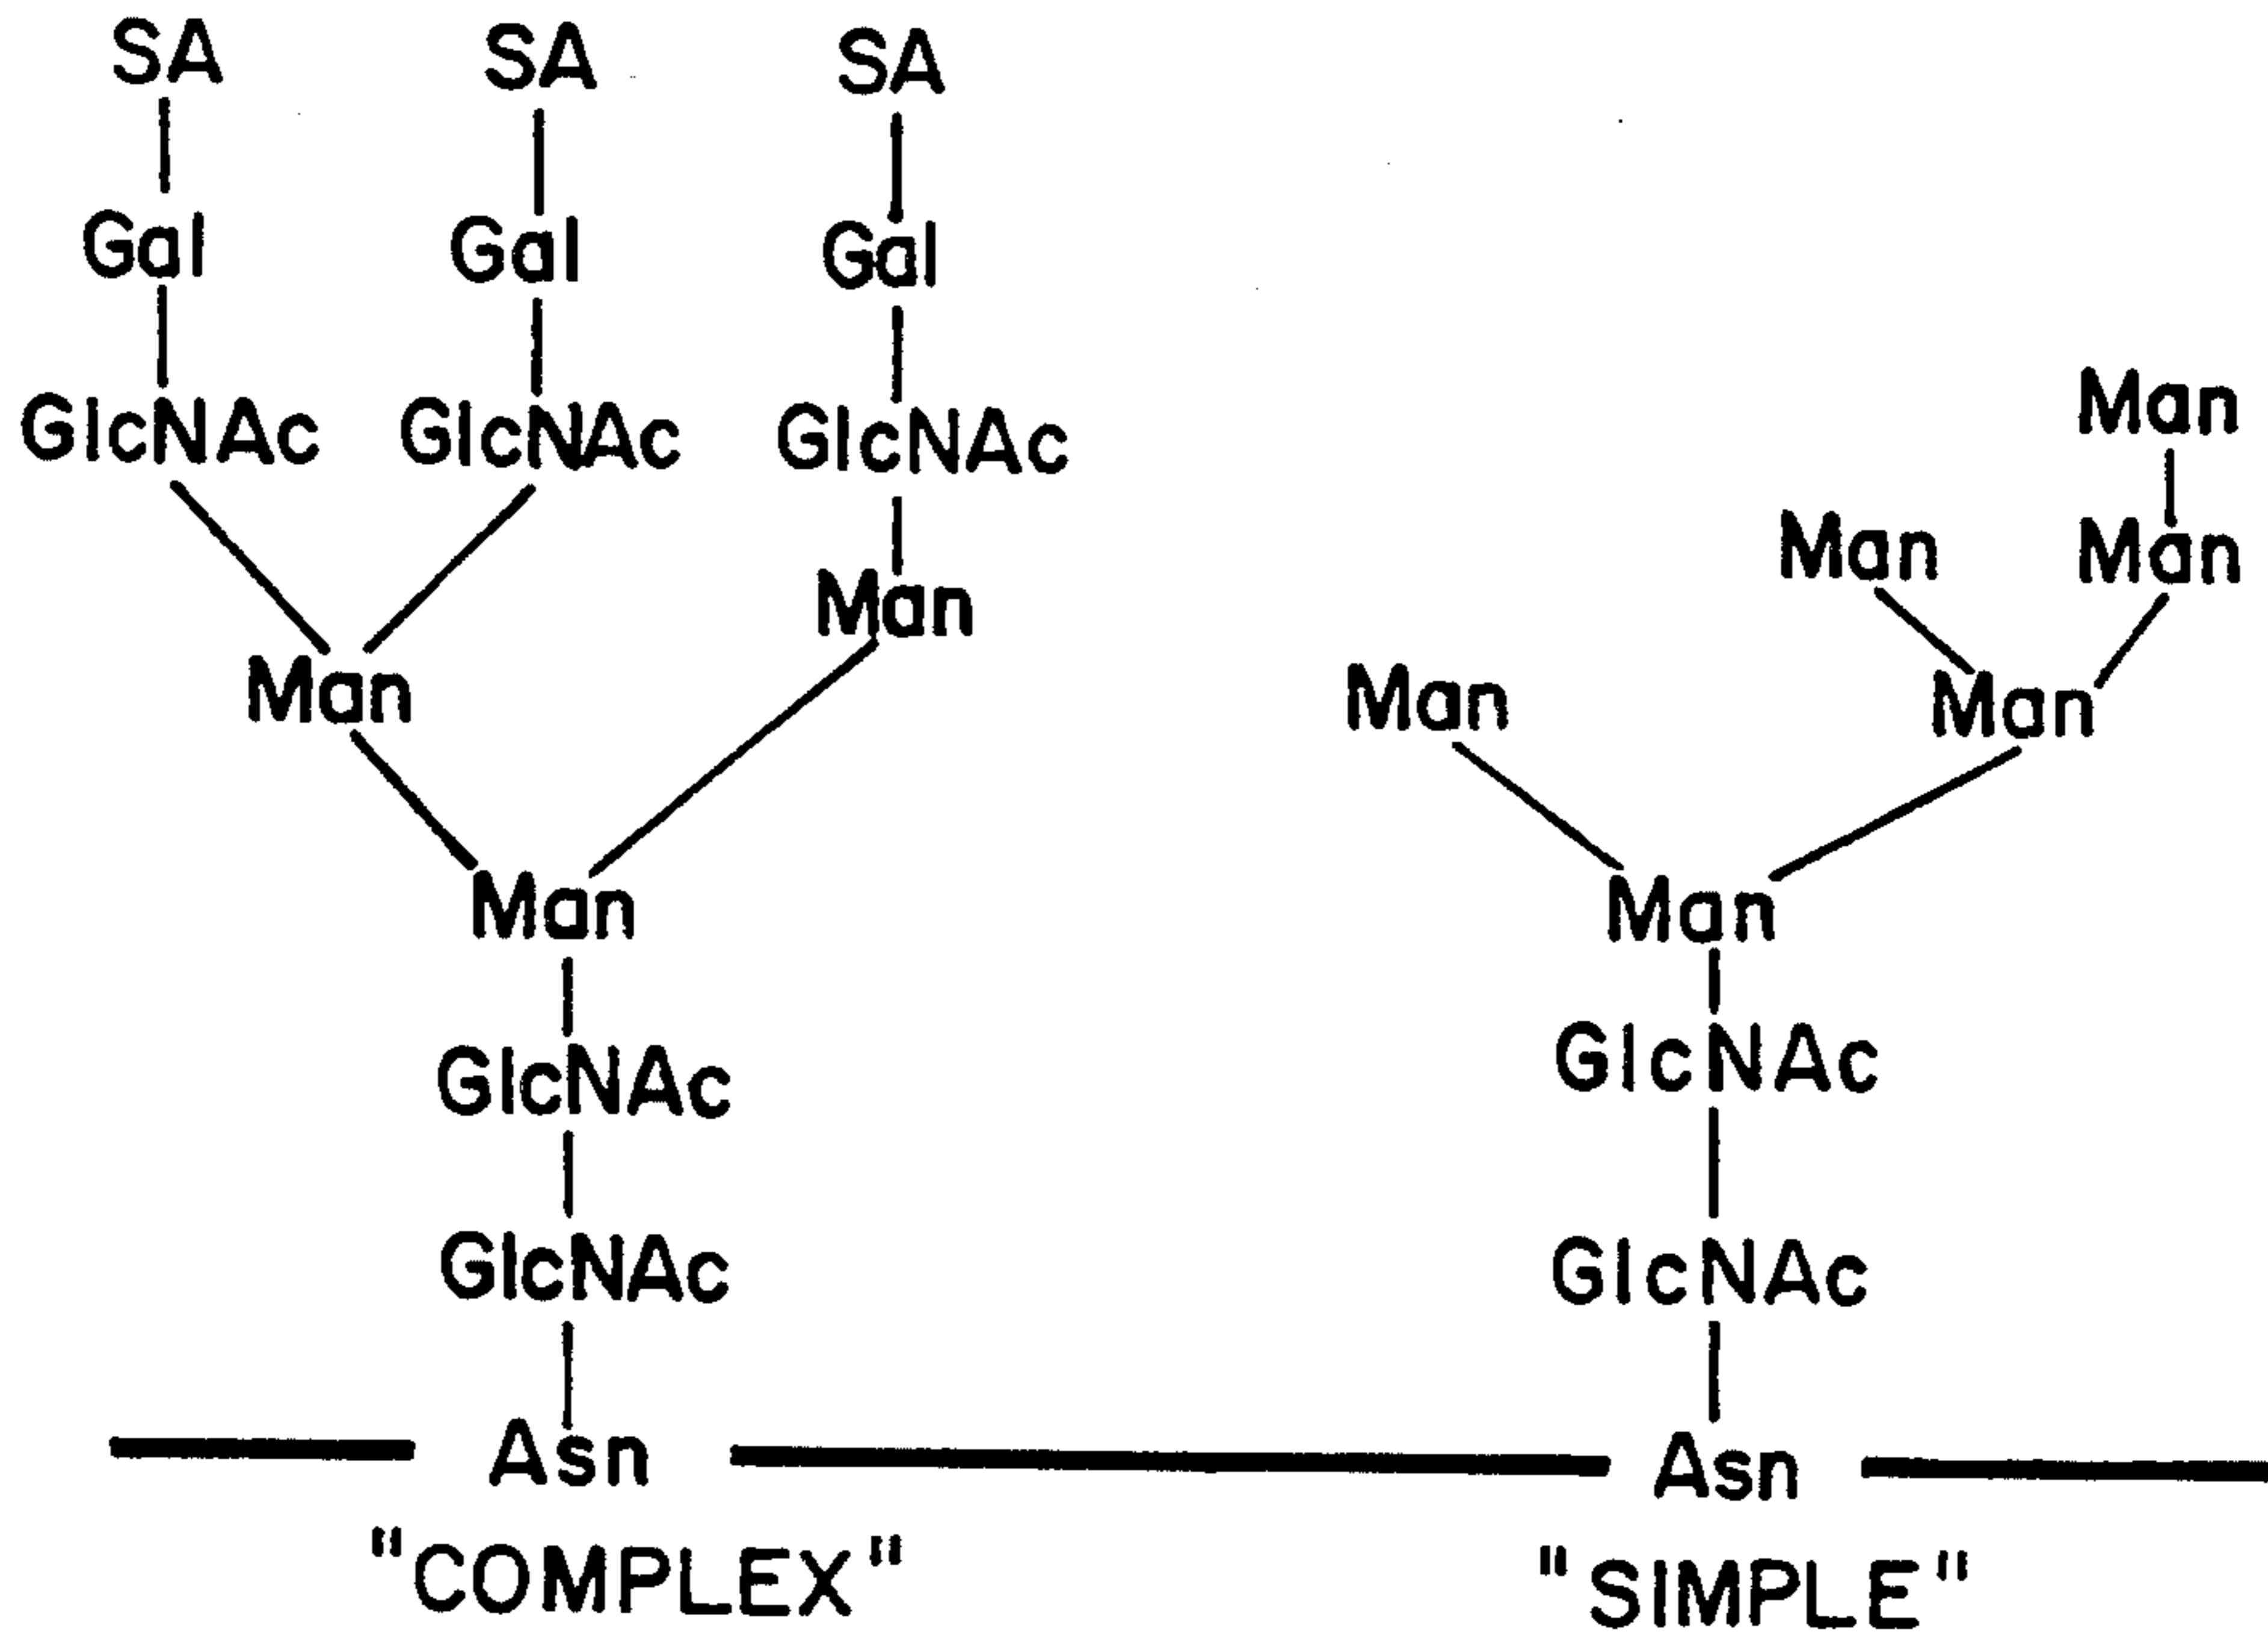 SA SA SA
Gal Gal Gal
GlcNAc GlcNAc GlcNAc Man
Man Man Man
Man Man Man
Man Man
GlcNAc GlcNAc
GlcNAc GlcNAc
Asn Asn
"COMPLEX" "SIMPLE"